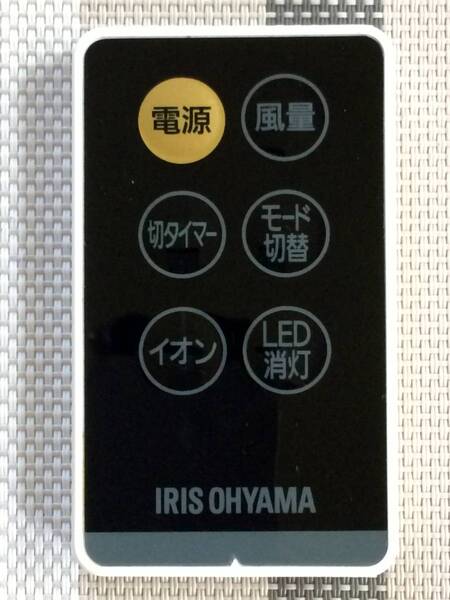 電源
風量
切タイマー
モード
切替
イオン
LED
消灯
IRIS OHYAMA